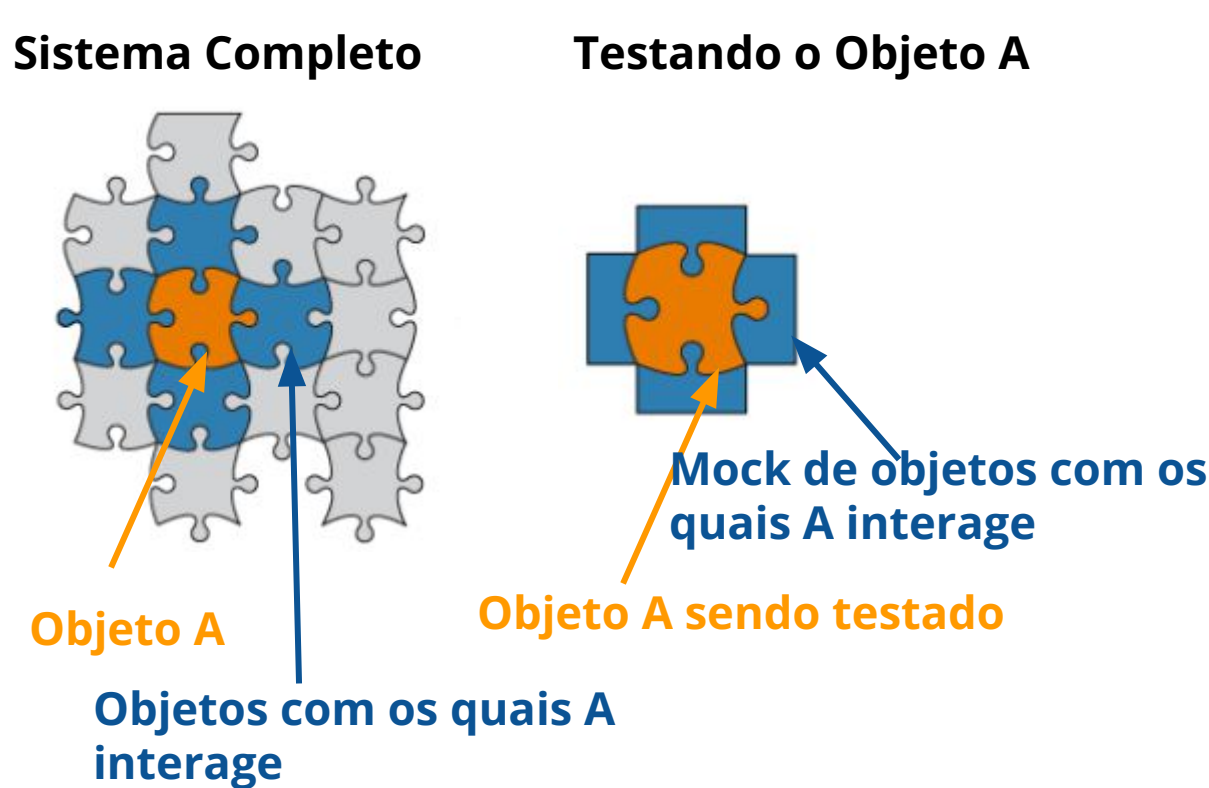 Sistema Completo
Testando o Objeto A
Mock de objetos com os
quais A interage
Objeto A sendo testado
Objeto A
Objetos com os quais A
interage